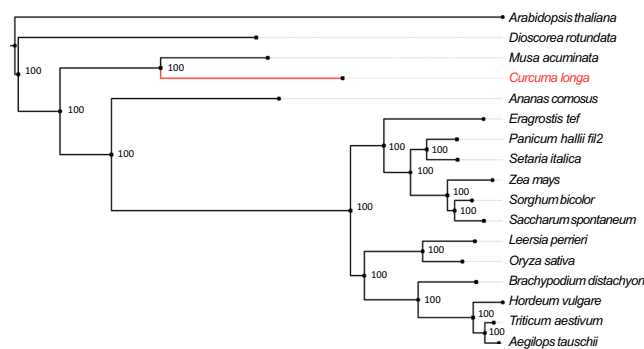 Arabidopsis thaliana
Dioscorea rotundata
100
Musa acuminata
100
Curcuma longa
100
Ananas comosus
100
Eragrostis tef
100
Panicum hallii fil2
100
Setaria italica
100
Zea mays
100
Sorghum bicolor
100
Saccharum spontaneum
100
Leersia perrieri
100
Oryza sativa
100
Brachypodium distachyon
100
Hordeum vulgare
100
Triticum aestivum
100
Aegilops tauschii